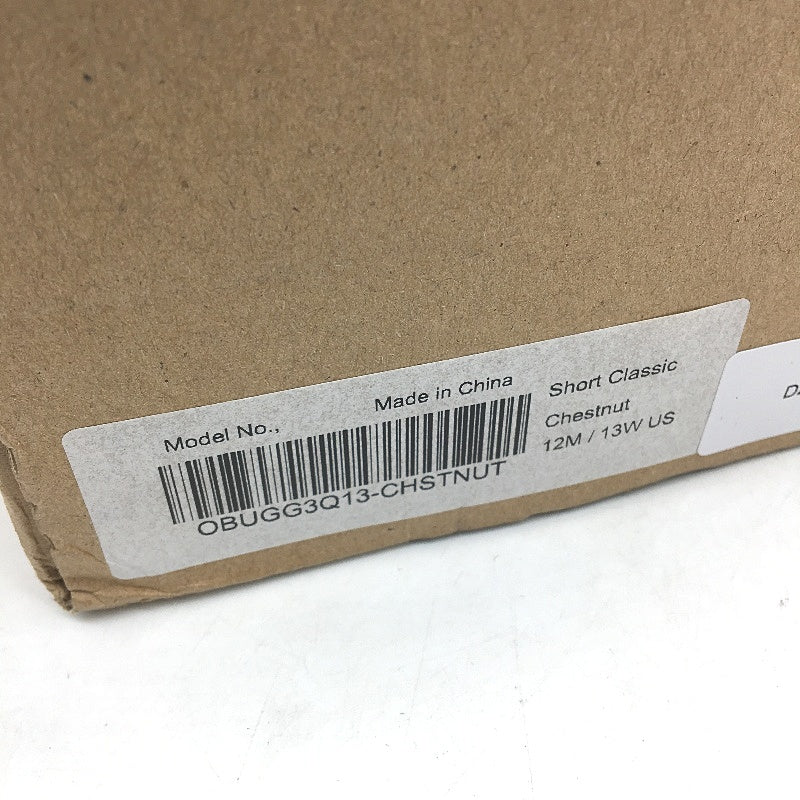 Model No.,
Made in China
OBUGG3Q13-CHSTNUT
Short Classic
Chestnut
12M / 13W US